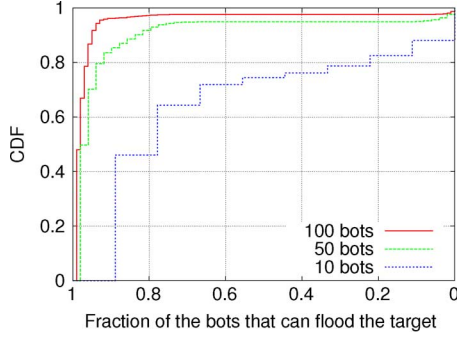 1
0.8
0.6
0.4
0.2
0
CDF
1 0.8 0.6 0.4 0.2 0
Fraction of the bots that can flood the target
100 bots
50 bots
10 bots